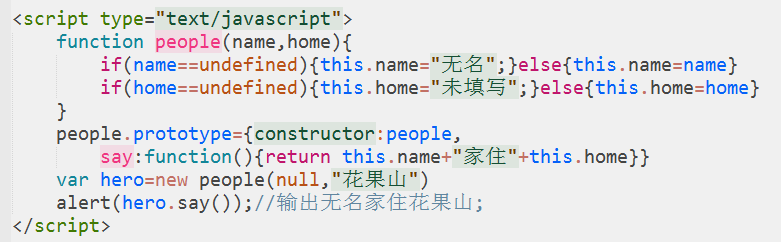 <script type="text/javascript">
    function people(name,home){
        if(name==undefined){this.name="无名";}else{this.name=name}
        if(home==undefined){this.home="未填写";}else{this.home=home}
    }
    people.prototype={constructor:people,
        say:function(){return this.name+"家住"+this.home}}
    var hero=new people(null,"花果山")
    alert(hero.say());//输出无名家住花果山;
</script>